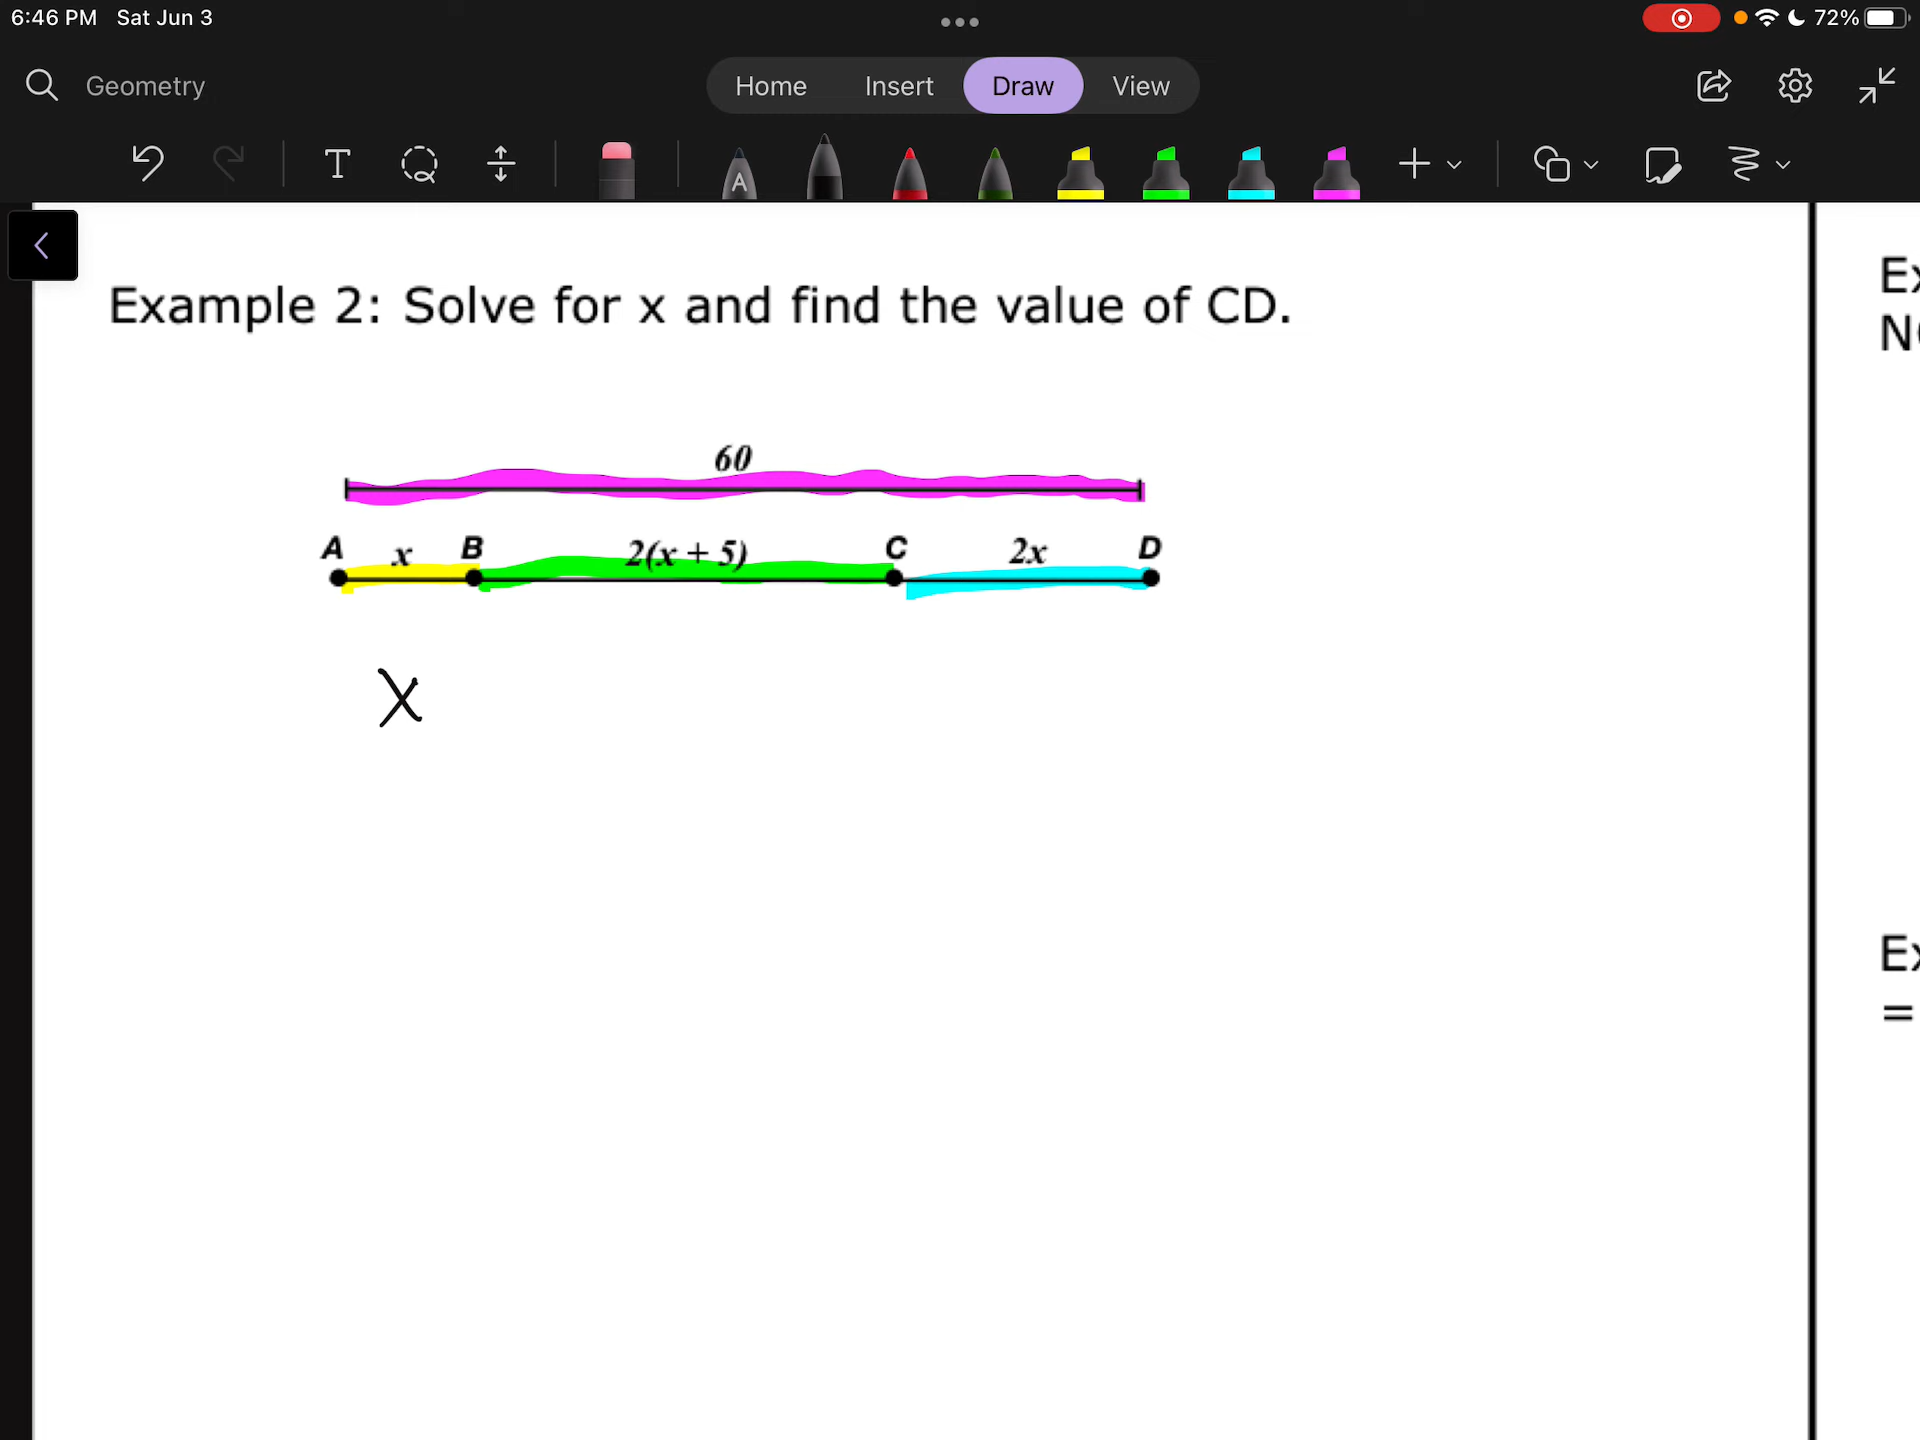 6:46 PM Sat Jun 3
72%
Geometry
Home Insert Draw View
T
A
Example 2: Solve for x and find the value of CD.
60
A x B 2(x + 5) C 2x D
X
Ex
=